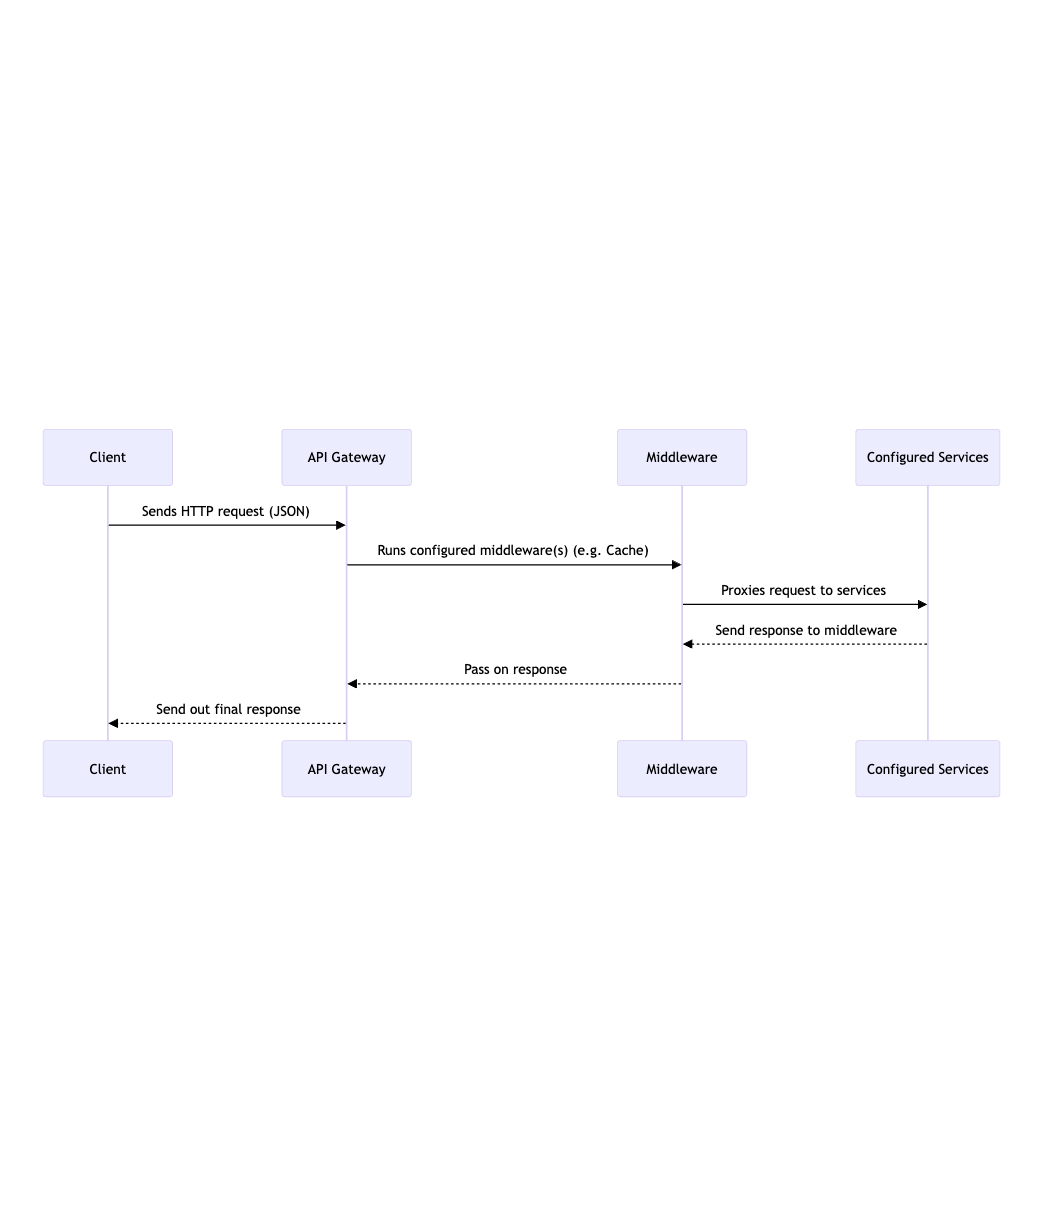 Client
API Gateway
Middleware
Configured Services
Sends HTTP request (JSON)
Runs configured middleware(s) (e.g. Cache)
Proxies request to services
Send response to middleware
Pass on response
Send out final response
Client
API Gateway
Middleware
Configured Services